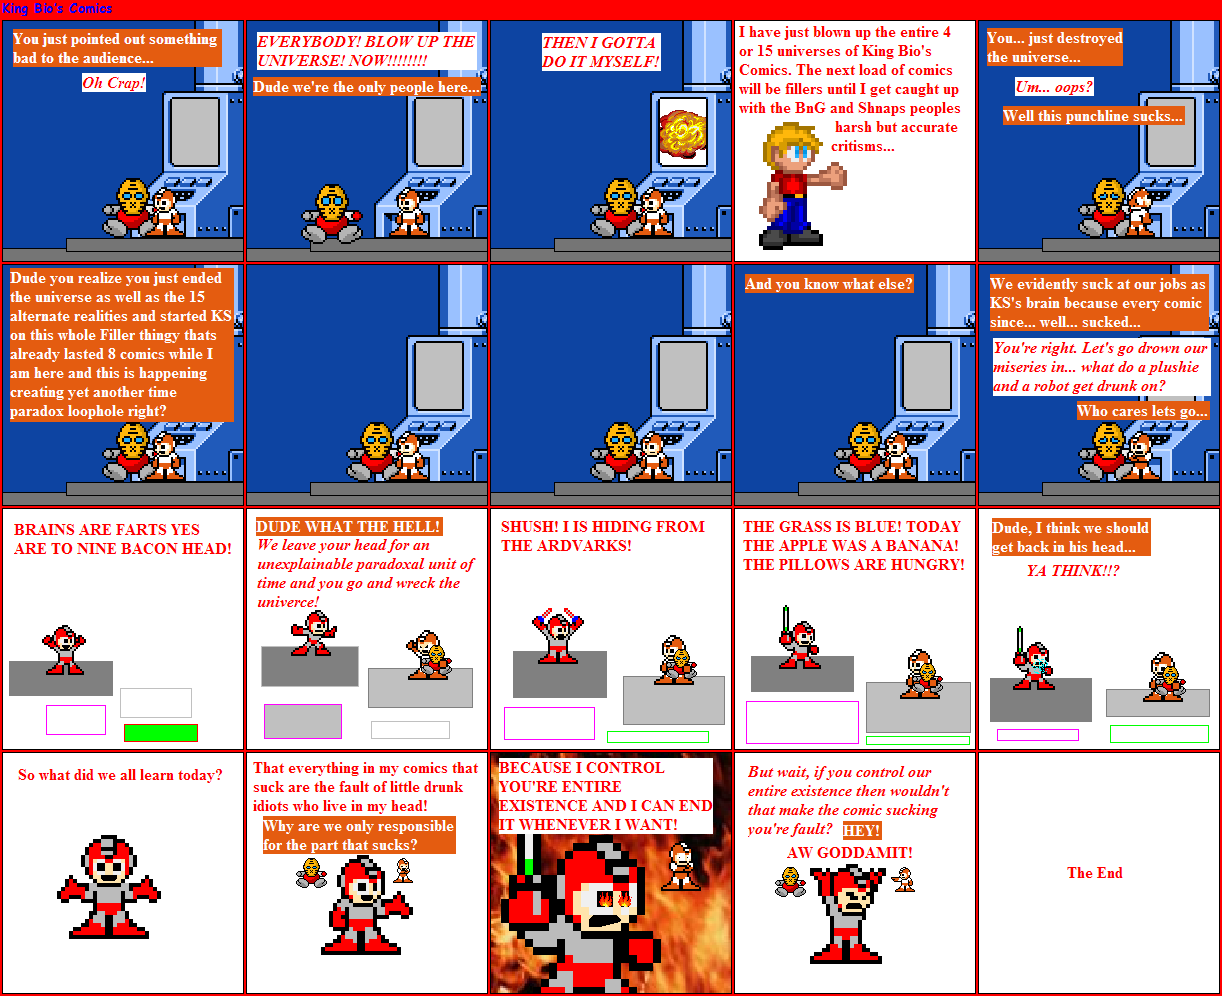 King Bio's Comics
You just pointed out something
bad to the audience...
Oh Crap!
EVERYBODY! BLOW UP THE
UNIVERSE! NOW!!!!!!!!
Dude we're the only people here...
THEN I GOTTA
DO IT MYSELF!
I have just blown up the entire 4
or 15 universes of King Bio's
Comics. The next load of comics
will be fillers until I get caught up
with the BnG and Shnaps peoples
harsh but accurate
critisms...
You... just destroyed
the universe...
Um... oops?
Well this punchline sucks...
Dude you realize you just ended
the universe as well as the 15
alternate realities and started KS
on this whole Filler thingy thats
already lasted 8 comics while I
am here and this is happening
creating yet another time
paradox loophole right?
And you know what else?
We evidently suck at our jobs as
KS's brain because every comic
since... well... sucked...
You're right. Let's go drown our
miseries in... what do a plushie
and a robot get drunk on?
Who cares lets go...
BRAINS ARE FARTS YES
ARE TO NINE BACON HEAD!
DUDE WHAT THE HELL!
We leave your head for an
unexplainable paradoxal unit of
time and you go and wreck the
univerce!
SHUSH! I IS HIDING FROM
THE ARDVARKS!
THE GRASS IS BLUE! TODAY
THE APPLE WAS A BANANA!
THE PILLOWS ARE HUNGRY!
Dude, I think we should
get back in his head...
YA THINK!!?
So what did we all learn today?
That everything in my comics that
suck are the fault of little drunk
idiots who live in my head!
Why are we only responsible
for the part that sucks?
BECAUSE I CONTROL
YOU'RE ENTIRE
EXISTENCE AND I CAN END
IT WHENEVER I WANT!
But wait, if you control our
entire existence then wouldn't
that make the comic sucking
you're fault? HEY!
AW GODDAMIT!
The End